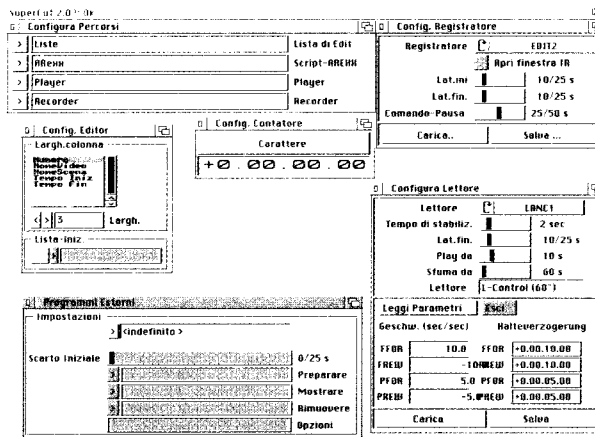 SuperCut 2.0?: Ok
Configura Percorsi
> Liste Lista di Edit
> ARexx Script-AREXX
> Player Player
> Recorder Recorder
Config. Registratore
Registratore EDIT2
Apri finestra TR
Lat.ini 10/25 s
Lat.fin. 10/25 s
Comando-Pausa 25/50 s
Carica.. Salva ...
Config. Editor
Largh.colonna
Numero
NomeVideo
NomeScena
Tempo Iniz
Tempo Fin
< > 3 Largh.
Lista-iniz.
Config. Contatore
Carattere
+0.00.00.00
Configura Lettore
Lettore LANC1
Tempo di stabiliz. 2 sec
Lat.fin. 10/25 s
Play da 10 s
Sfuma da 60 s
Lettore L-Control (60¯)
Leggi Parametri Esci
Geschw. (sec/sec) Halteverzogerung
FFOR 10.0 FFOR +0.00.10.00
FREW -10 FREW +0.00.10.00
PFOR 5.0 PFOR +0.00.05.00
PREW -5.0 PREW +0.00.05.00
Carica Salva
Programmi Esterni
Impostazioni
> <indefinito>
Scarto Iniziale 0/25 s
> Preparare
> Mostrare
> Rimuovere
Opzioni